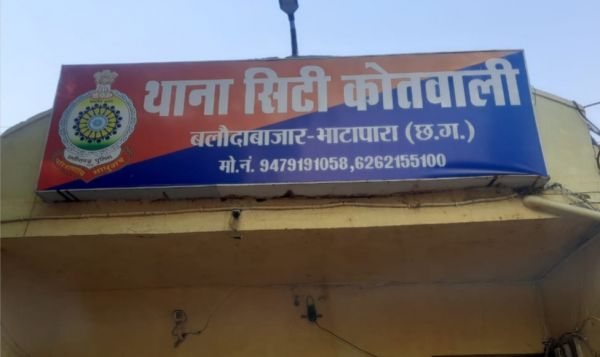 थाना सिटी कोतवाली
बलौदाबाजार-भाटापारा (छ.ग.)
मो.नं. 9479191058,6262155100